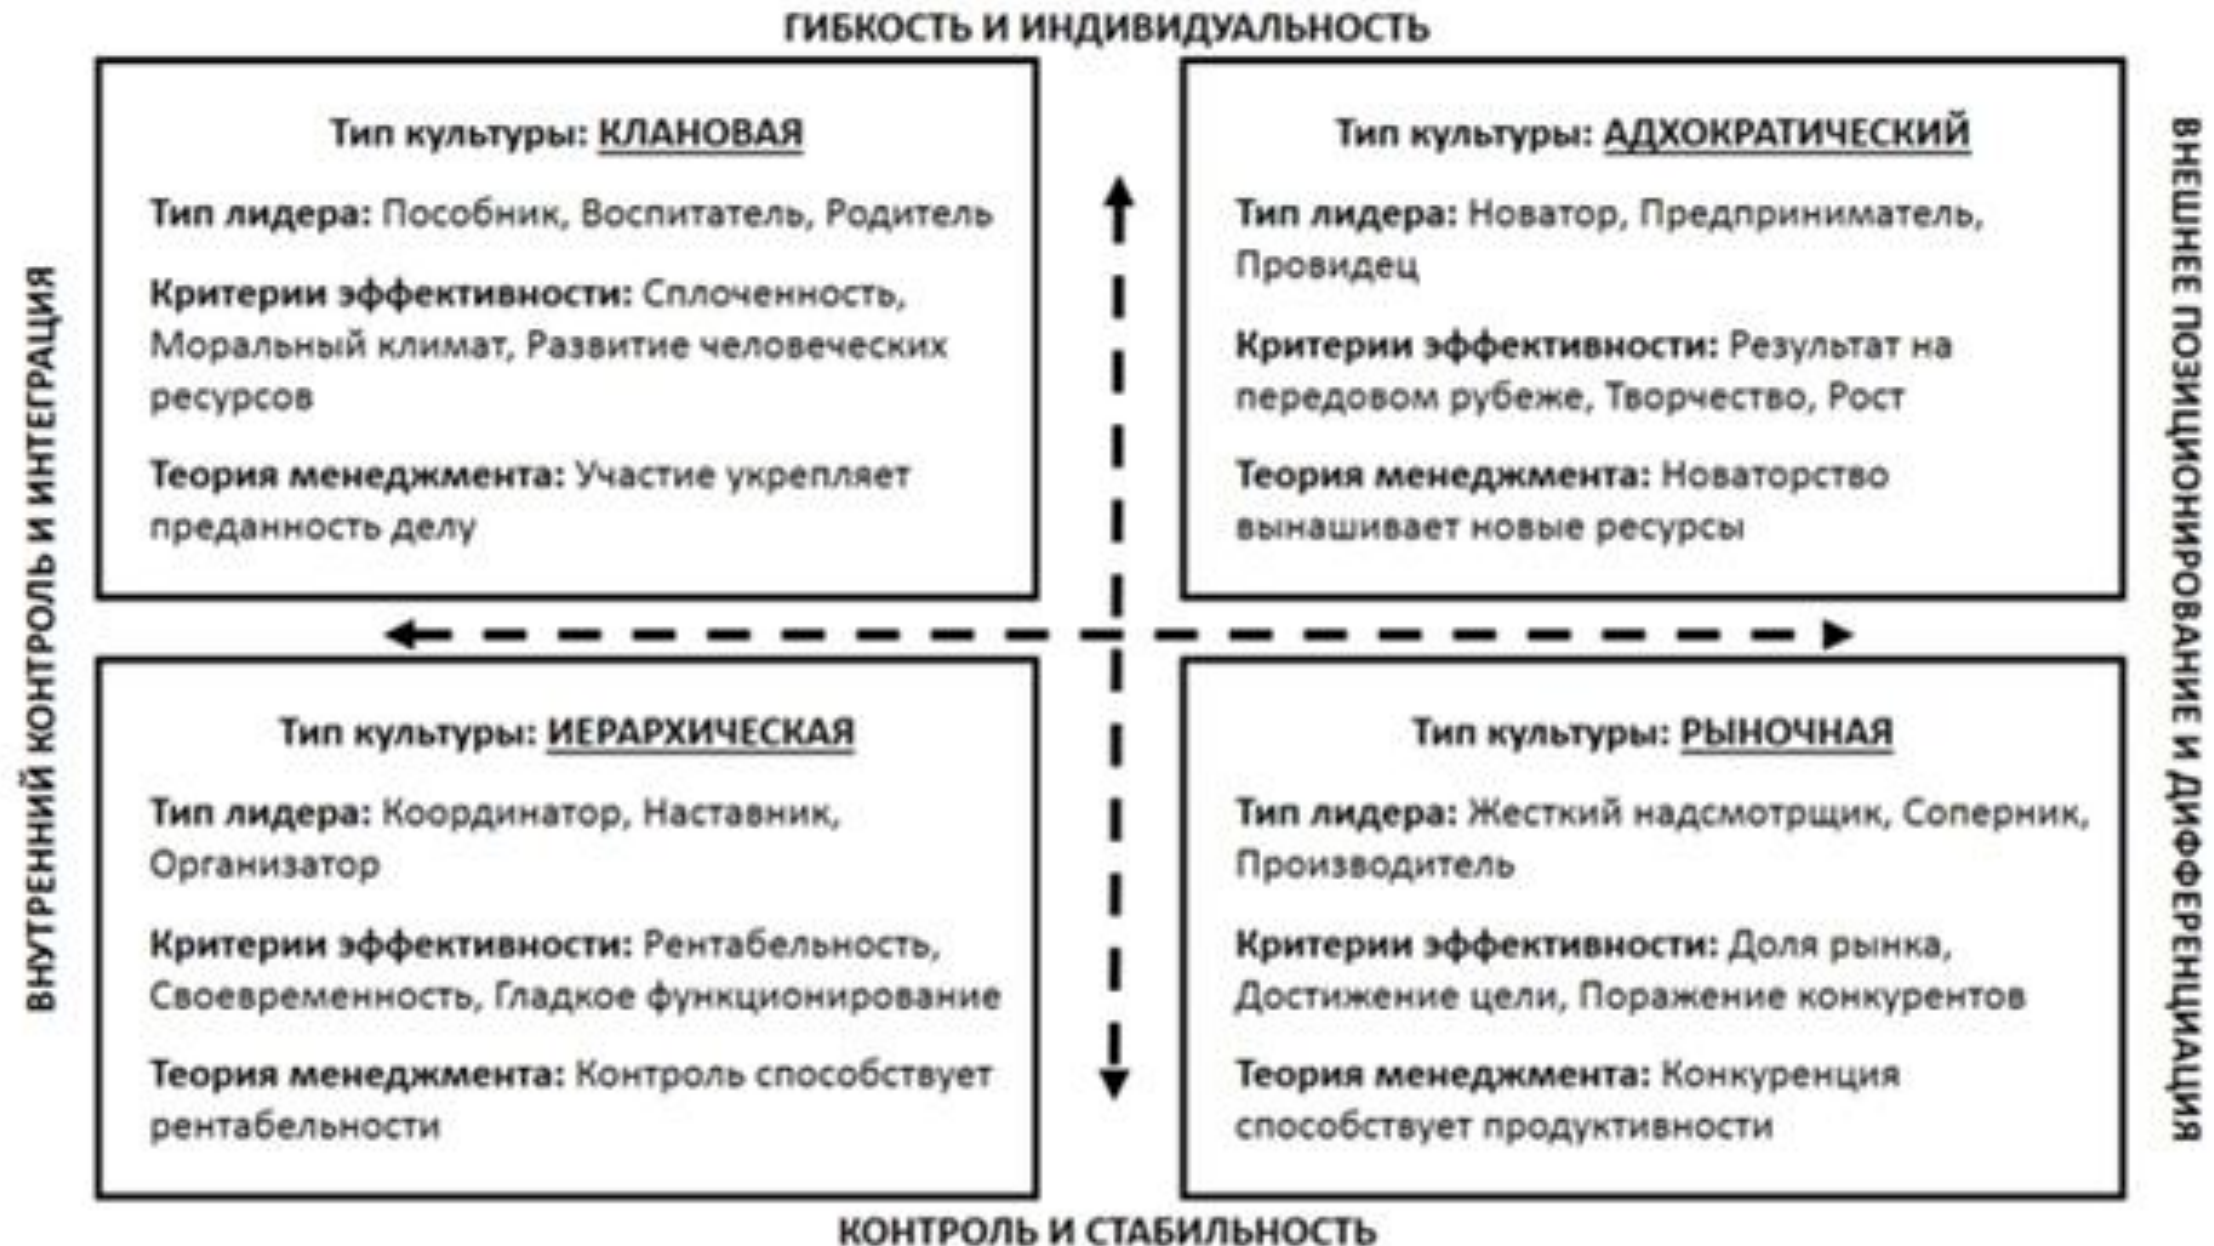 ГИБКОСТЬ И ИНДИВИДУАЛЬНОСТЬ
ВНУТРЕННИЙ КОНТРОЛЬ И ИНТЕГРАЦИЯ
Тип культуры: КЛАНОВАЯ
Тип лидера: Пособник, Воспитатель, Родитель
Критерии эффективности: Сплоченность,
Моральный климат, Развитие человеческих
ресурсов
Теория менеджмента: Участие укрепляет
преданность делу
Тип культуры: АДХОКРАТИЧЕСКИЙ
Тип лидера: Новатор, Предприниматель,
Провидец
Критерии эффективности: Результат на
передовом рубеже, Творчество, Рост
Теория менеджмента: Новаторство
вынашивает новые ресурсы
ВНЕШНЕЕ ПОЗИЦИОНИРОВАНИЕ И ДИФФЕРЕНЦИАЦИЯ
Тип культуры: ИЕРАРХИЧЕСКАЯ
Тип лидера: Координатор, Наставник,
Организатор
Критерии эффективности: Рентабельность,
Своевременность, Гладкое функционирование
Теория менеджмента: Контроль способствует
рентабельности
Тип культуры: РЫНОЧНАЯ
Тип лидера: Жесткий надсмотрщик, Соперник,
Производитель
Критерии эффективности: Доля рынка,
Достижение цели, Поражение конкурентов
Теория менеджмента: Конкуренция
способствует продуктивности
КОНТРОЛЬ И СТАБИЛЬНОСТЬ